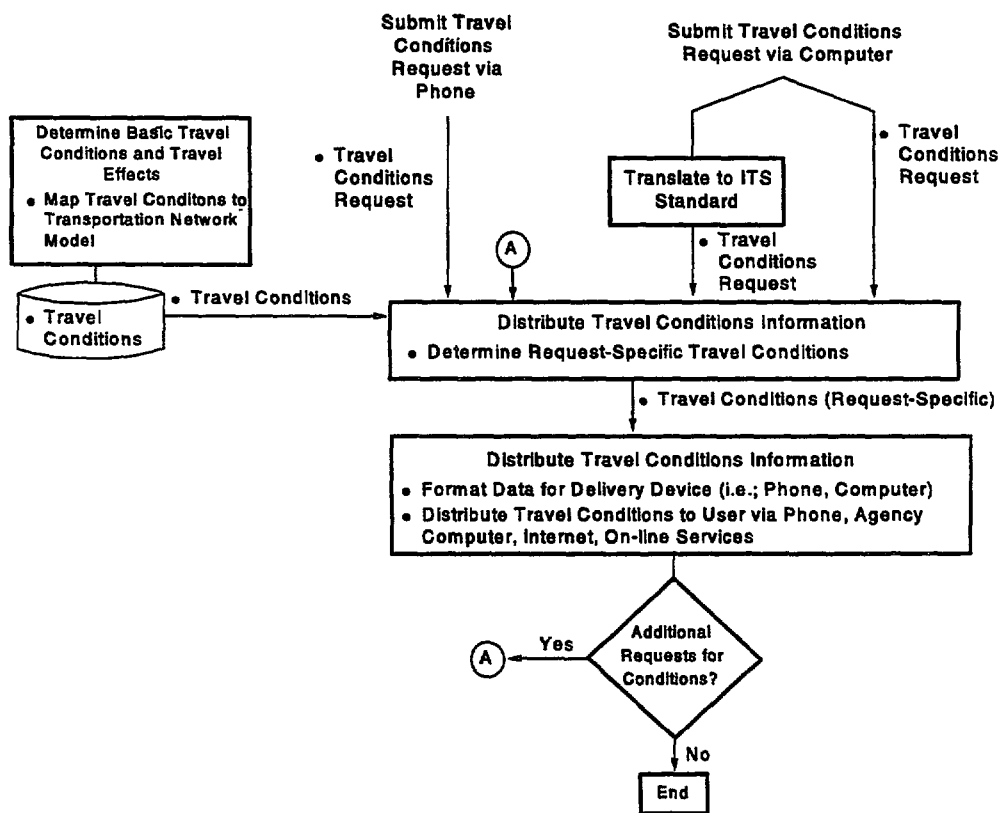 Submit Travel
Conditions
Request via
Phone
Submit Travel Conditions
Request via Computer
Determine Basic Travel
Conditions and Travel
Effects
• Map Travel Conditons to
Transportation Network
Model
• Travel
Conditions
Request
Translate to ITS
Standard
• Travel
Conditions
Request
• Travel
Conditions
Request
A
• Travel
Conditions
• Travel Conditions
Distribute Travel Conditions Information
• Determine Request-Specific Travel Conditions
• Travel Conditions (Request-Specific)
Distribute Travel Conditions Information
• Format Data for Delivery Device (i.e.; Phone, Computer)
• Distribute Travel Conditions to User via Phone, Agency
Computer, Internet, On-line Services
Additional
Requests for
Conditions?
Yes
A
No
End